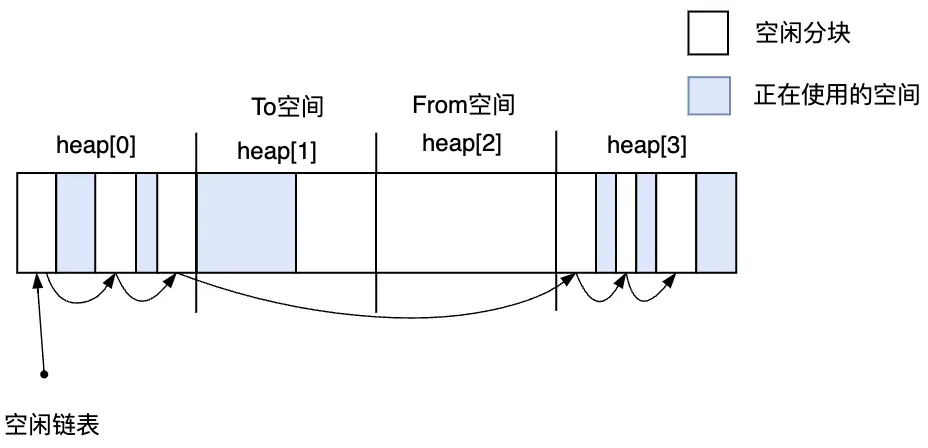 空闲分块
正在使用的空间
To空间
From空间
heap[0]
heap[1]
heap[2]
heap[3]
空闲链表